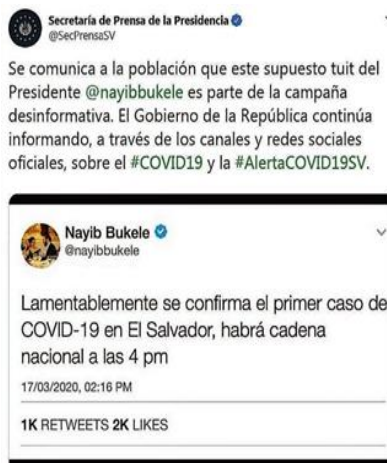 Secretaría de Prensa de la Presidencia
@SecPrensaSV
Se comunica a la población que este supuesto tuit del
Presidente @nayibbukele es parte de la campaña
desinformativa. El Gobierno de la República continúa
informando, a través de los canales y redes sociales
oficiales, sobre el #COVID19 y la #AlertaCOVID19SV.
Nayib Bukele
@nayibbukele
Lamentablemente se confirma el primer caso de
COVID-19 en El Salvador, habrá cadena
nacional a las 4 pm
17/03/2020, 02:16 PM
1K RETWEETS 2K LIKES